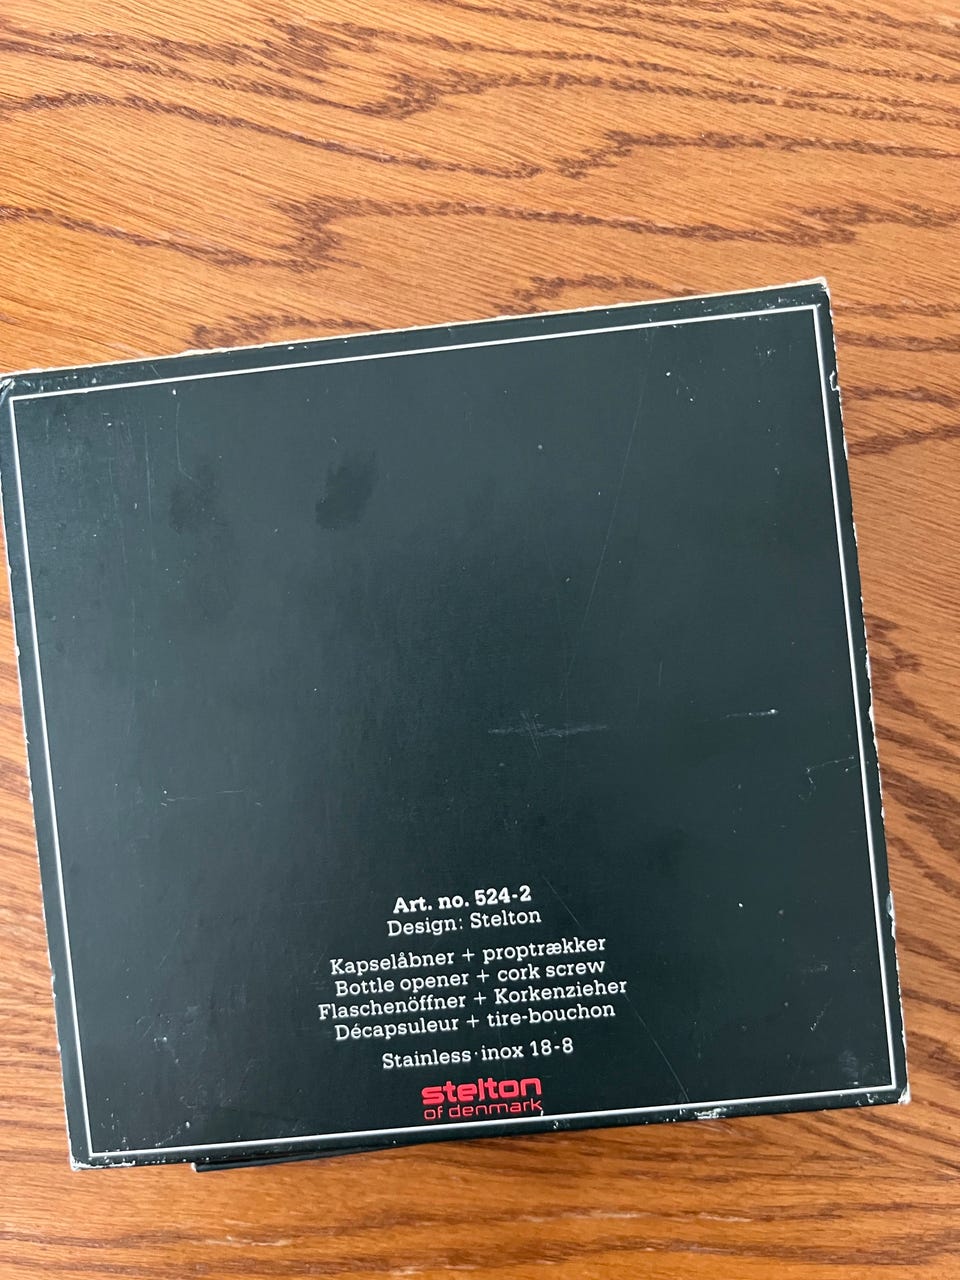 Art. no. 524-2
Design: Stelton
Kapselåbner + proptrækker
Bottle opener + cork screw
Flaschenöffner + Korkenzieher
Décapsuleur + tire-bouchon
Stainless·inox 18-8
stelton
of denmark